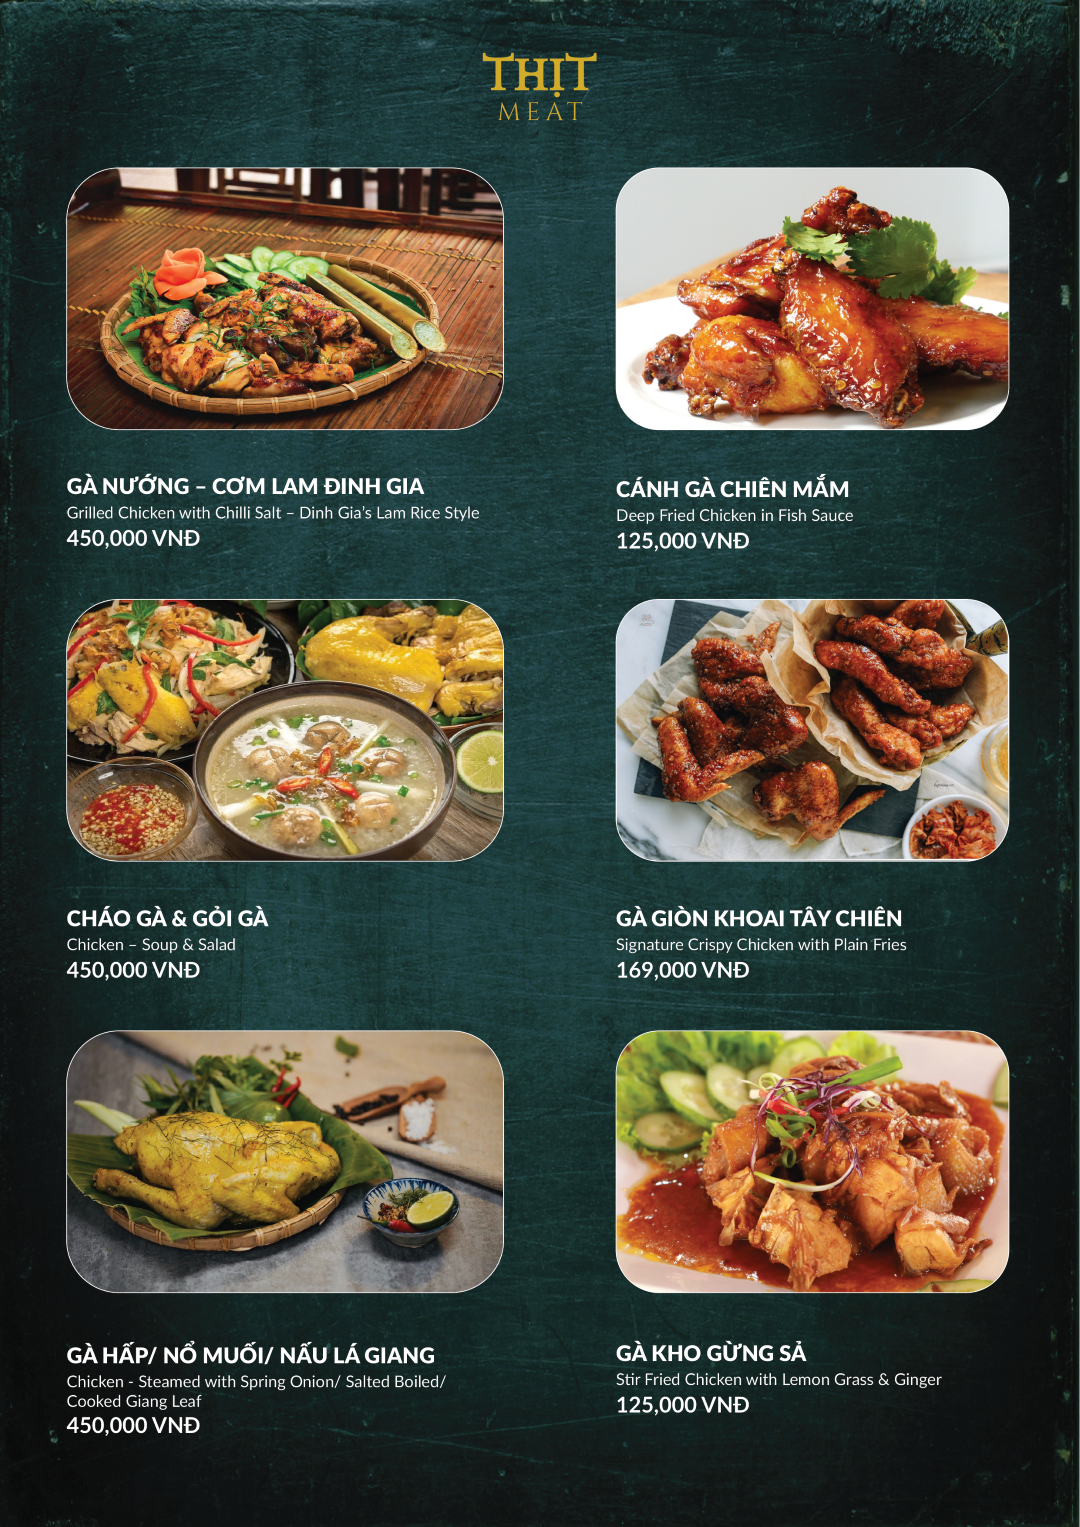 THỊT
MEAT
GÀ NƯỚNG – CƠM LAM ĐINH GIA
Grilled Chicken with Chilli Salt – Dinh Gia's Lam Rice Style
450,000 VNĐ
CÁNH GÀ CHIÊN MẮM
Deep Fried Chicken in Fish Sauce
125,000 VNĐ
CHÁO GÀ & GỎI GÀ
Chicken – Soup & Salad
450,000 VNĐ
GÀ GIÒN KHOAI TÂY CHIÊN
Signature Crispy Chicken with Plain Fries
169,000 VNĐ
GÀ HẤP/ NỔ MUỐI/ NẤU LÁ GIANG
Chicken - Steamed with Spring Onion/ Salted Boiled/
Cooked Giang Leaf
450,000 VNĐ
GÀ KHO GỪNG SẢ
Stir Fried Chicken with Lemon Grass & Ginger
125,000 VNĐ